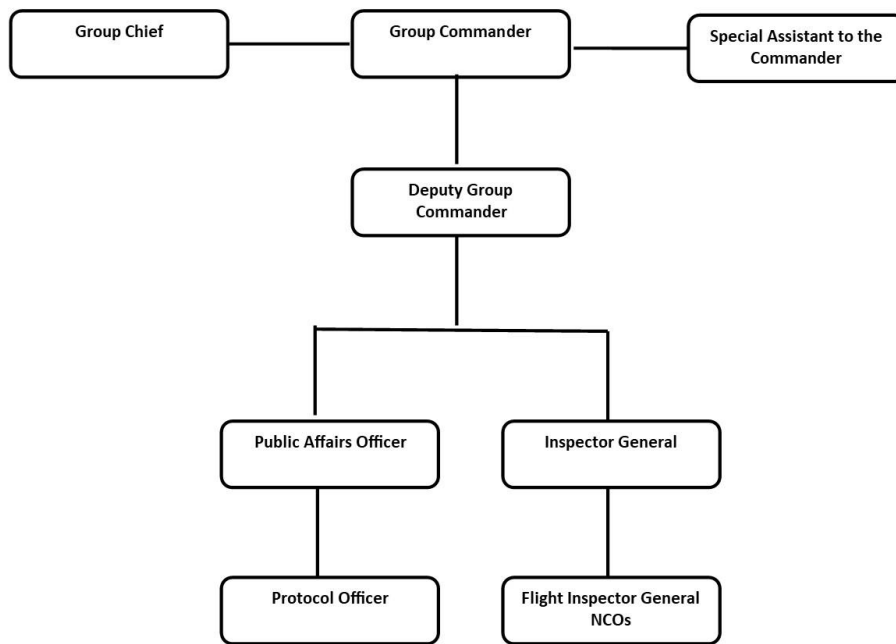 Group Chief
Group Commander
Special Assistant to the
Commander
Deputy Group
Commander
Public Affairs Officer
Inspector General
Protocol Officer
Flight Inspector General
NCOs